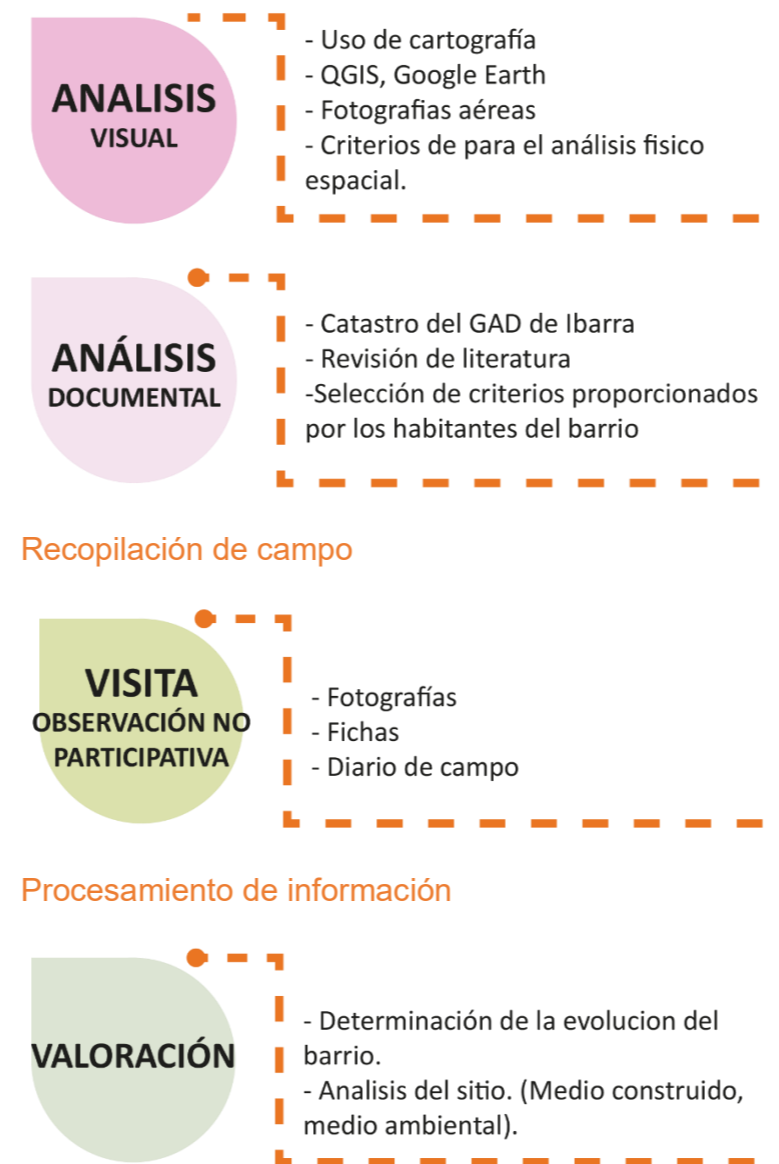 ANALISIS
VISUAL
- Uso de cartografía
- QGIS, Google Earth
- Fotografias aéreas
- Criterios de para el análisis fisico
espacial.
ANÁLISIS
DOCUMENTAL
- Catastro del GAD de Ibarra
- Revisión de literatura
-Selección de criterios proporcionados
por los habitantes del barrio
Recopilación de campo
VISITA
OBSERVACIÓN NO
PARTICIPATIVA
- Fotografías
- Fichas
- Diario de campo
Procesamiento de información
VALORACIÓN
- Determinación de la evolucion del
barrio.
- Analisis del sitio. (Medio construido,
medio ambiental).